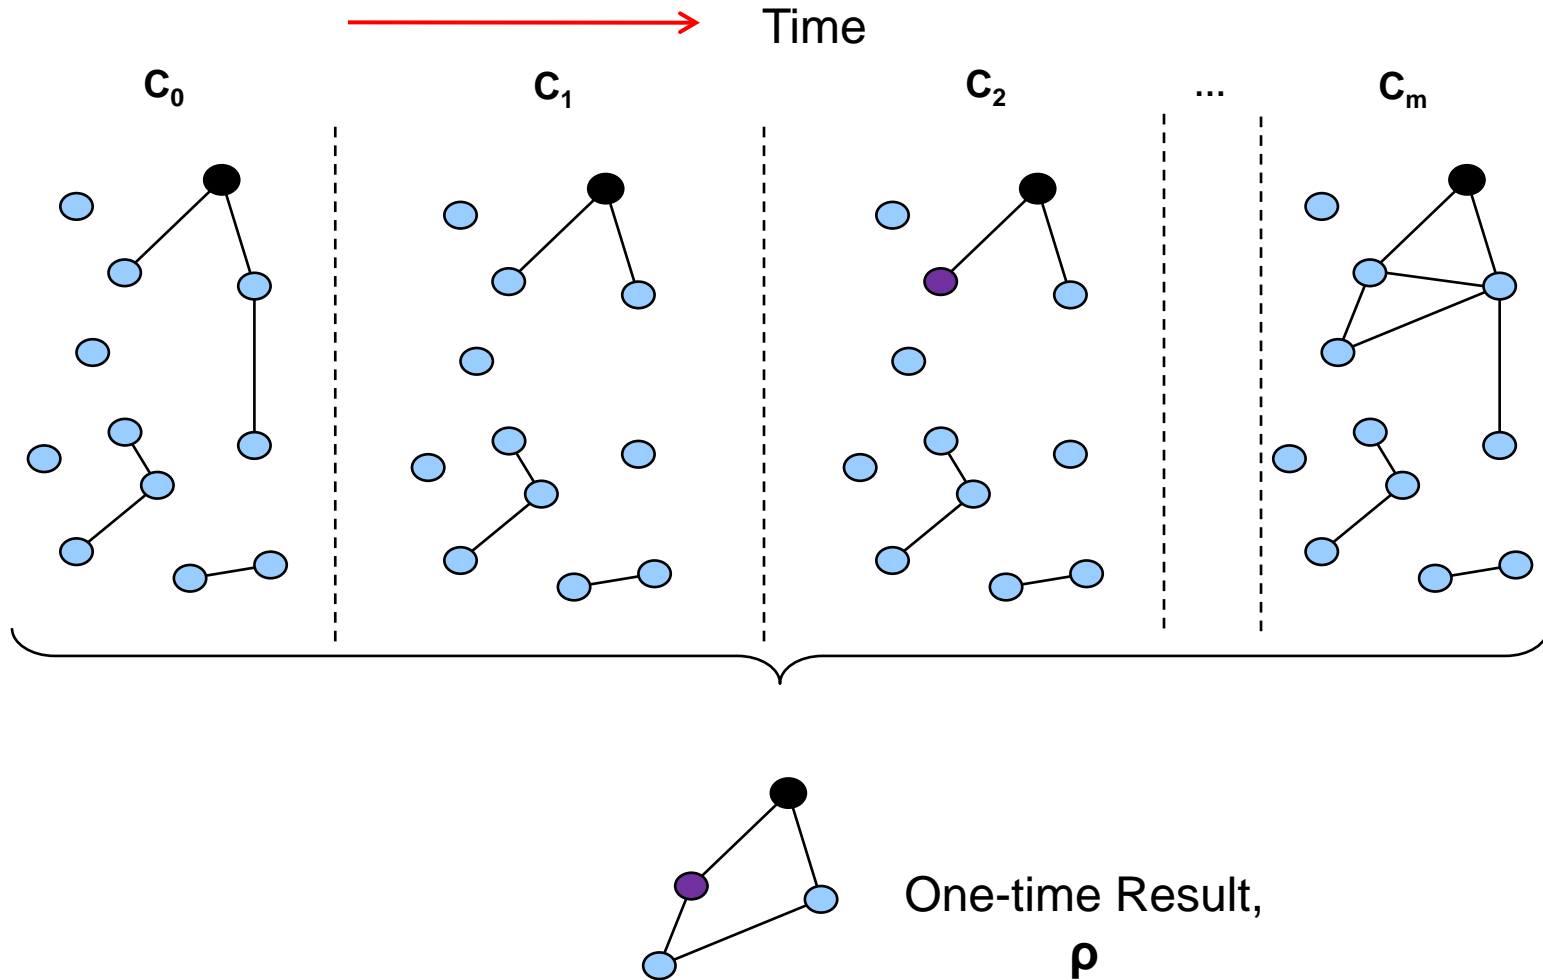 Time
C₀ C₁ C₂ ... Cₘ
One-time Result,
ρ